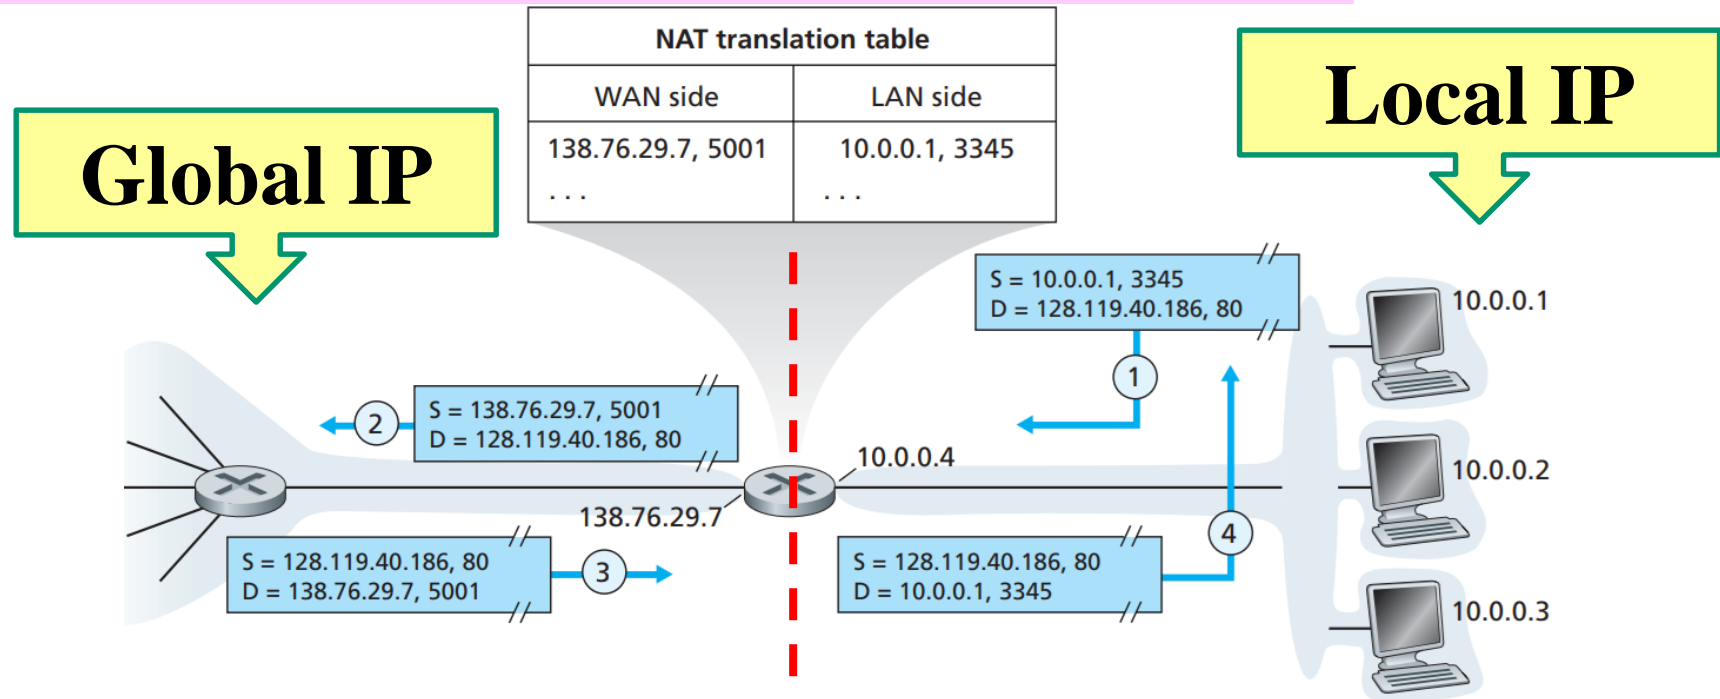 NAT translation table
WAN side
LAN side
138.76.29.7, 5001
10.0.0.1, 3345
. . .
. . .
Global IP
Local IP
S = 10.0.0.1, 3345
D = 128.119.40.186, 80
1
10.0.0.1
S = 138.76.29.7, 5001
D = 128.119.40.186, 80
2
10.0.0.4
138.76.29.7
10.0.0.2
S = 128.119.40.186, 80
D = 138.76.29.7, 5001
3
S = 128.119.40.186, 80
D = 10.0.0.1, 3345
4
10.0.0.3